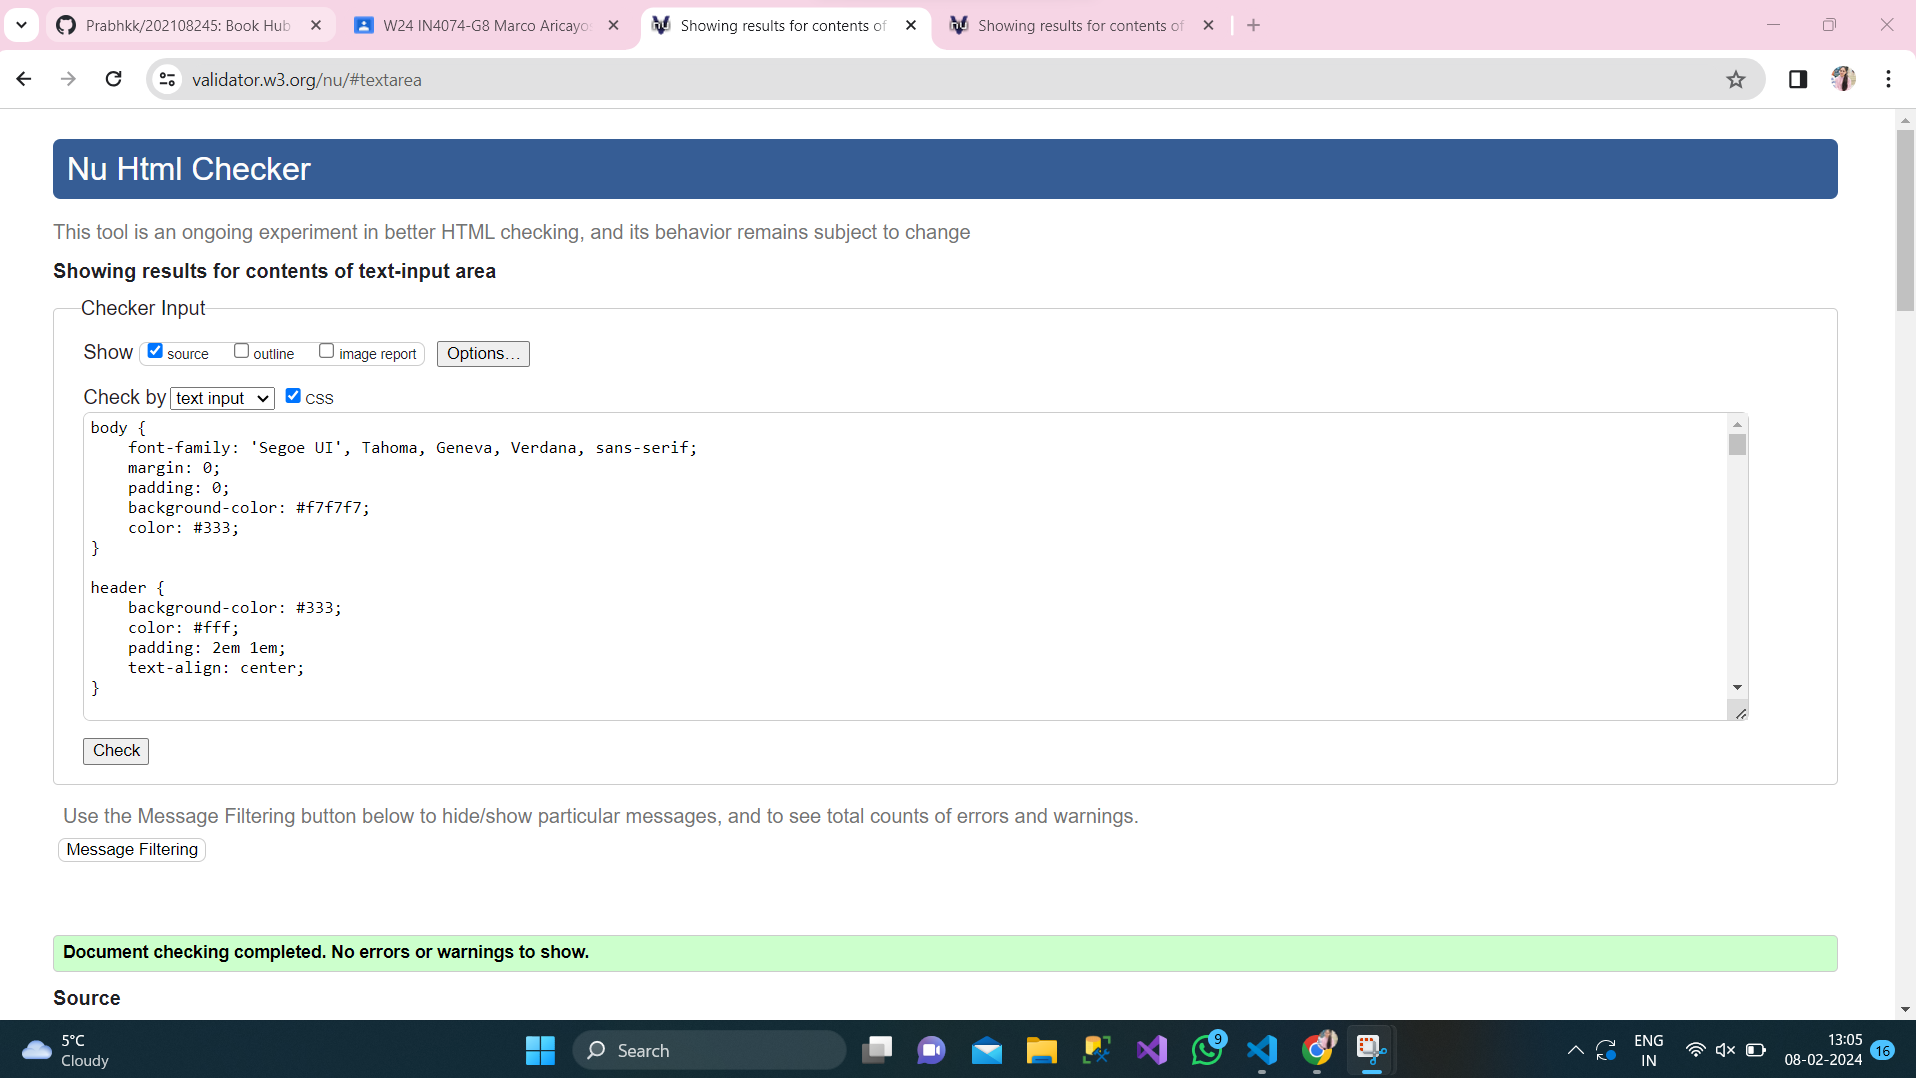 Prabhkk/202108245: Book Hub
W24 IN4074-G8 Marco Aricayos
Showing results for contents of
Showing results for contents of
validator.w3.org/nu/#textarea
Nu Html Checker
This tool is an ongoing experiment in better HTML checking, and its behavior remains subject to change
Showing results for contents of text-input area
Checker Input
Show source outline image report Options...
Check by text input CSS
body {
    font-family: 'Segoe UI', Tahoma, Geneva, Verdana, sans-serif;
    margin: 0;
    padding: 0;
    background-color: #f7f7f7;
    color: #333;
}
header {
    background-color: #333;
    color: #fff;
    padding: 2em 1em;
    text-align: center;
}
Check
Use the Message Filtering button below to hide/show particular messages, and to see total counts of errors and warnings.
Message Filtering
Document checking completed. No errors or warnings to show.
Source
5°C
Cloudy
Search
9
ENG
IN
13:05
08-02-2024
16